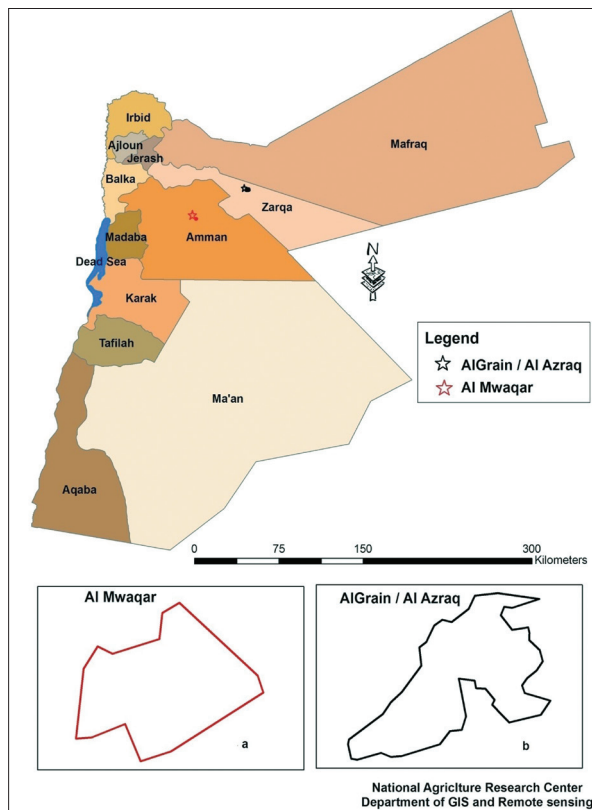 Irbid
Ajloun
Jerash
Mafraq
Balka
Zarqa
Madaba
Amman
Dead Sea
Karak
N
Legend
AlGrain / Al Azraq
Al Mwaqar
Tafilah
Ma'an
Aqaba
0 75 150 300
Kilometers
Al Mwaqar
a
AlGrain / Al Azraq
b
National Agriclture Research Center
Department of GIS and Remote sensing